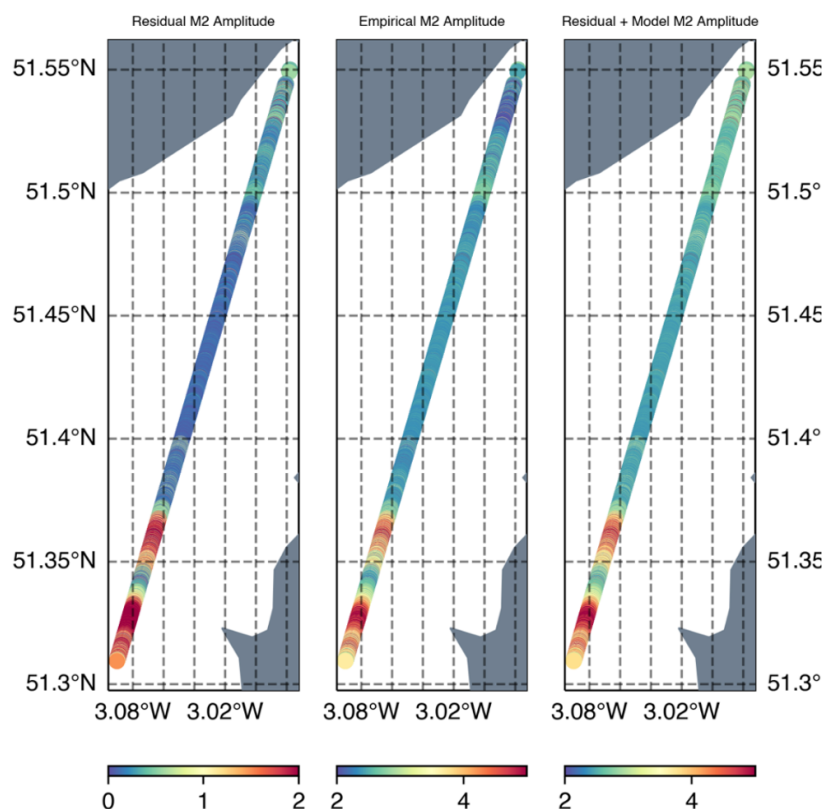 Residual M2 Amplitude
Empirical M2 Amplitude
Residual + Model M2 Amplitude
51.55°N
51.55
51.5°N
51.5°
51.45°N
51.45
51.4°N
51.4°
51.35°N
51.35
51.3°N
51.3°
3.08°W 3.02°W
3.08°W 3.02°W
3.08°W 3.02°W
0 1 2
2 4
2 4